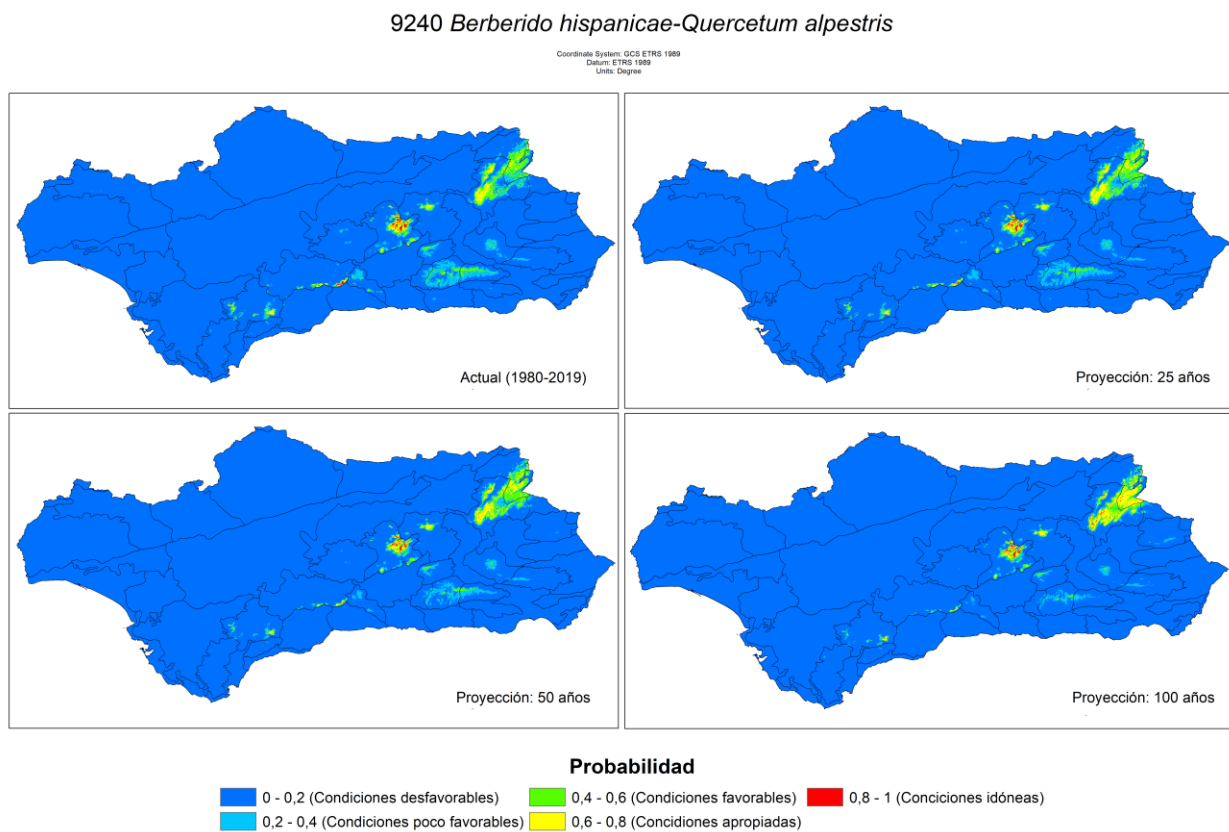 9240 Berberido hispanicae-Quercetum alpestris
Coordinate System: GCS ETRS 1989
Datum: ETRS 1989
Units: Degree
Actual (1980-2019)
Proyección: 25 años
Proyección: 50 años
Proyección: 100 años
Probabilidad
0 - 0,2 (Condiciones desfavorables)
0,4 - 0,6 (Condiciones favorables)
0,8 - 1 (Conciciones idóneas)
0,2 - 0,4 (Condiciones poco favorables)
0,6 - 0,8 (Concidiones apropiadas)